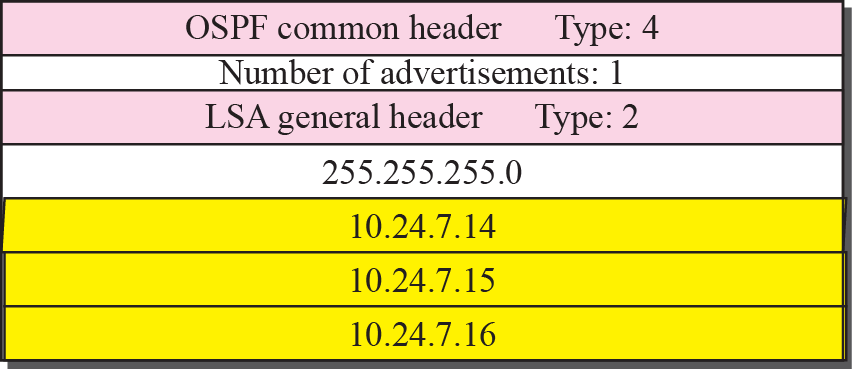 OSPF common header Type: 4
Number of advertisements: 1
LSA general header Type: 2
255.255.255.0
10.24.7.14
10.24.7.15
10.24.7.16